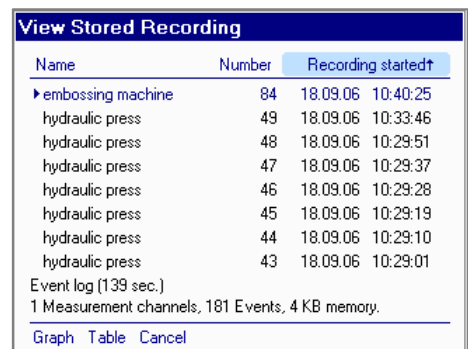 View Stored Recording
Name Number Recording started↑
embossing machine 84 18.09.06 10:40:25
hydraulic press 49 18.09.06 10:33:46
hydraulic press 48 18.09.06 10:29:51
hydraulic press 47 18.09.06 10:29:37
hydraulic press 46 18.09.06 10:29:28
hydraulic press 45 18.09.06 10:29:19
hydraulic press 44 18.09.06 10:29:10
hydraulic press 43 18.09.06 10:29:01
Event log (139 sec.)
1 Measurement channels, 181 Events, 4 KB memory.
Graph Table Cancel